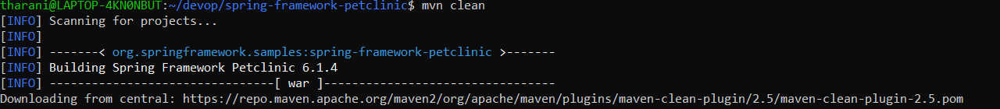 tharani@LAPTOP-4KN0NBUT:~/devop/spring-framework-petclinic$ mvn clean
[INFO] Scanning for projects...
[INFO]
[INFO] -------< org.springframework.samples:spring-framework-petclinic >-------
[INFO] Building Spring Framework Petclinic 6.1.4
[INFO] --------------------------------[ war ]---------------------------------
Downloading from central: https://repo.maven.apache.org/maven2/org/apache/maven/plugins/maven-clean-plugin/2.5/maven-clean-plugin-2.5.pom